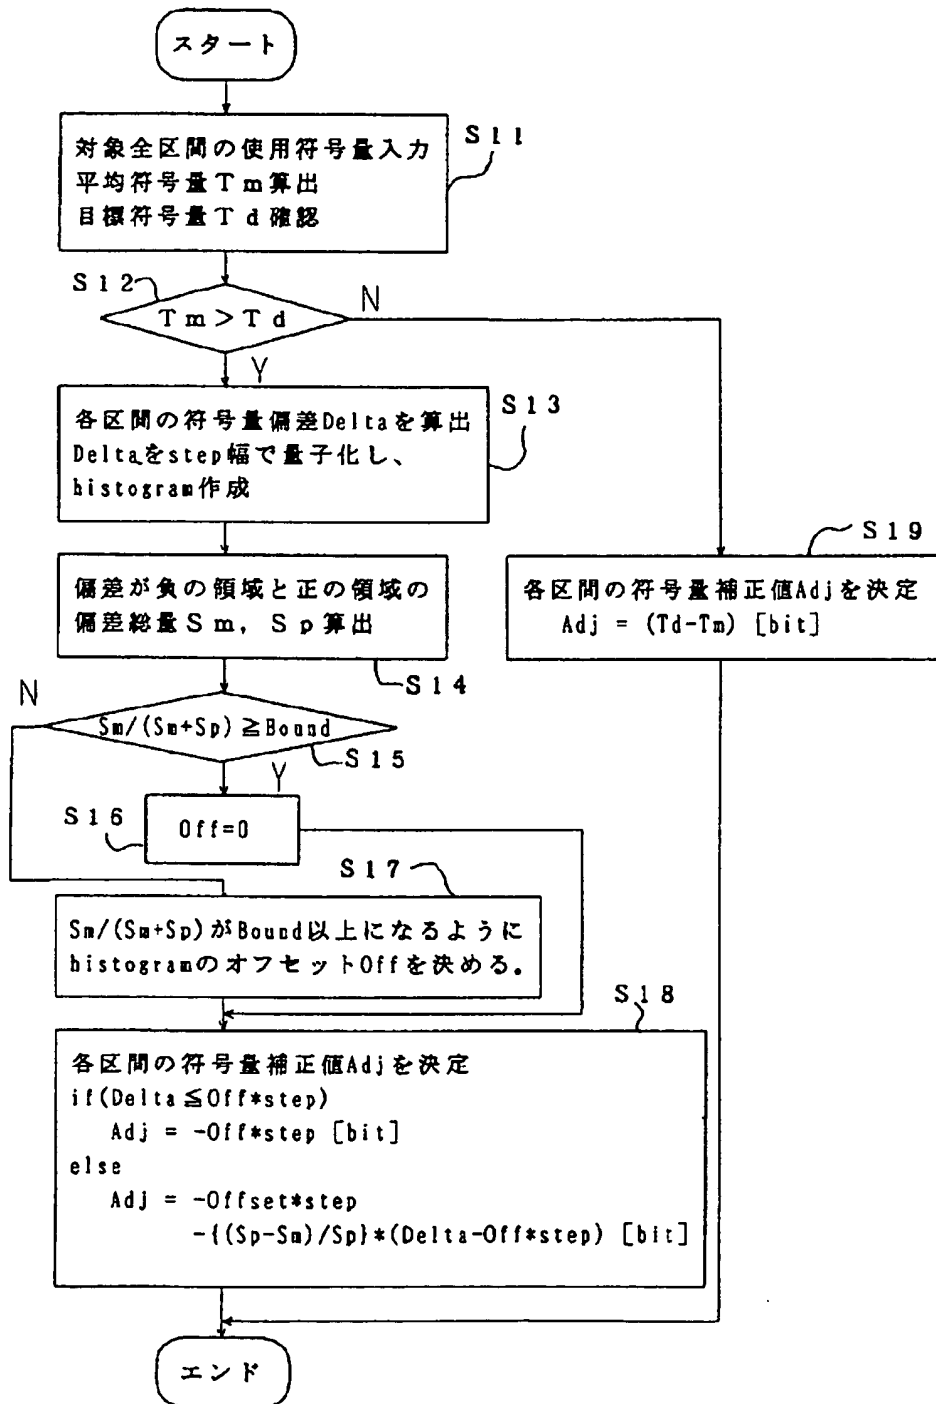 スタート
対象全区間の使用符号量入力
平均符号量Tm算出
目標符号量Td確認
S11
S12
Tm>Td
N
Y
各区間の符号量偏差Deltaを算出
Deltaをstep幅で量子化し、
histogram作成
S13
偏差が負の領域と正の領域の
偏差総量Sm, Sp算出
S14
各区間の符号量補正値Adjを決定
Adj = (Td-Tm) [bit]
S19
N
Sm/(Sm+Sp)≧Bound
S15
Y
S16
Off=0
S17
Sm/(Sm+Sp)がBound以上になるように
histogramのオフセットOffを決める。
S18
各区間の符号量補正値Adjを決定
if(Delta≦Off*step)
Adj = -Off*step [bit]
else
Adj = -Offset*step
-{(Sp-Sm)/Sp}*(Delta-Off*step) [bit]
エンド